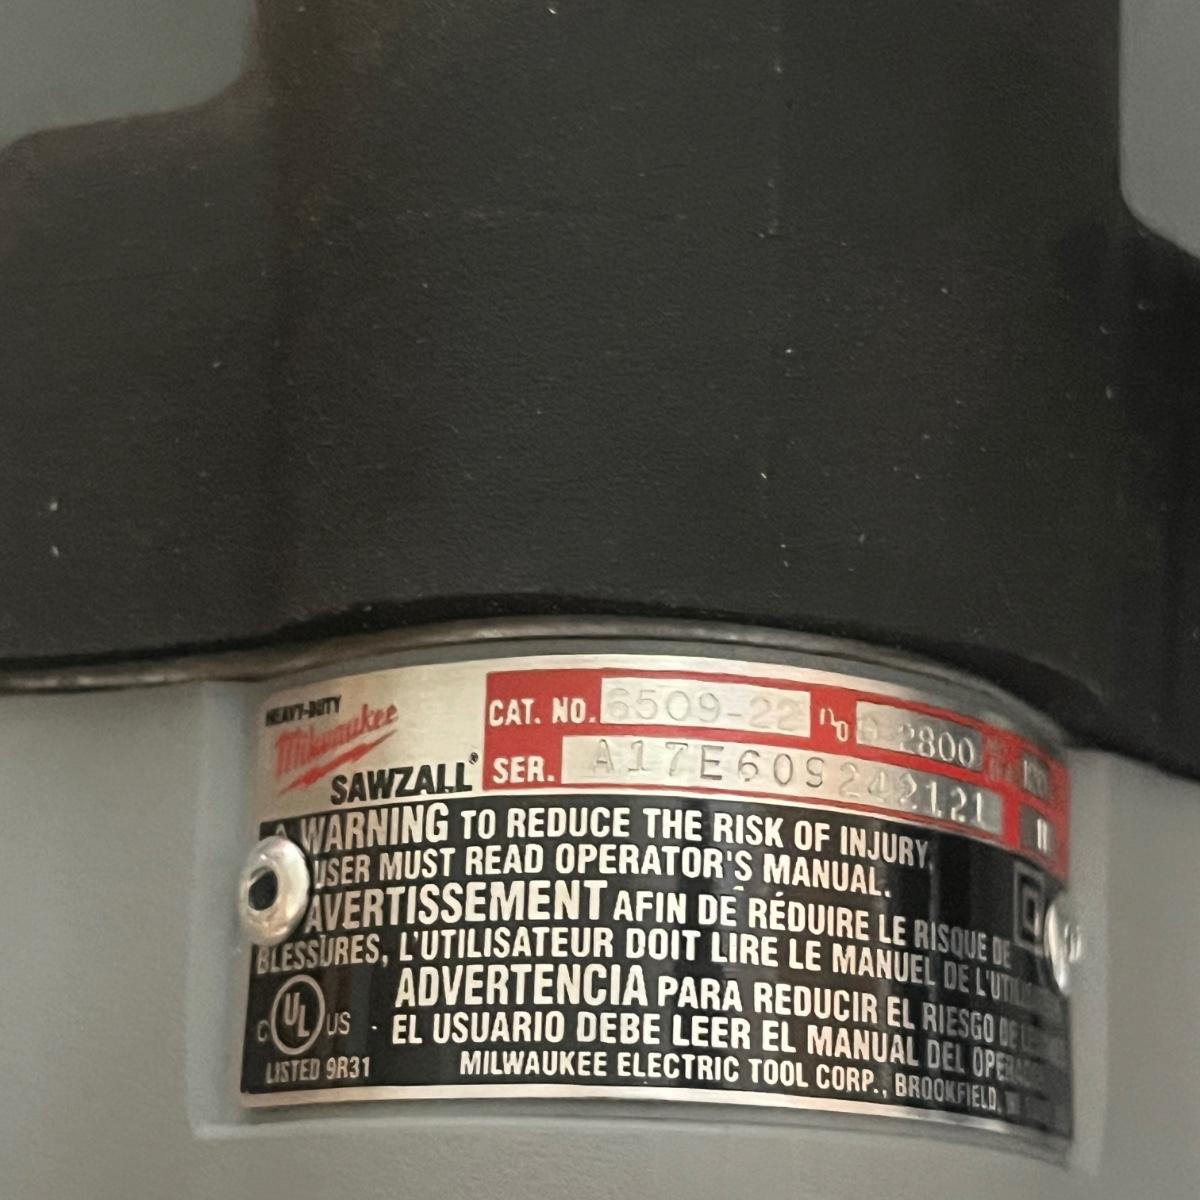 HEAVY-DUTY
Milwaukee
SAWZALL®
CAT. NO. 6509-22 n0 0-2800
SER. A17E609242121
WARNING TO REDUCE THE RISK OF INJURY,
USER MUST READ OPERATOR'S MANUAL.
AVERTISSEMENT AFIN DE RÉDUIRE LE RISQUE DE
BLESSURES, L'UTILISATEUR DOIT LIRE LE MANUEL DE
ADVERTENCIA PARA REDUCIR EL RIESGO DE
EL USUARIO DEBE LEER EL MANUAL DEL
C UL US
LISTED 9R31
MILWAUKEE ELECTRIC TOOL CORP., BROOKFIELD,